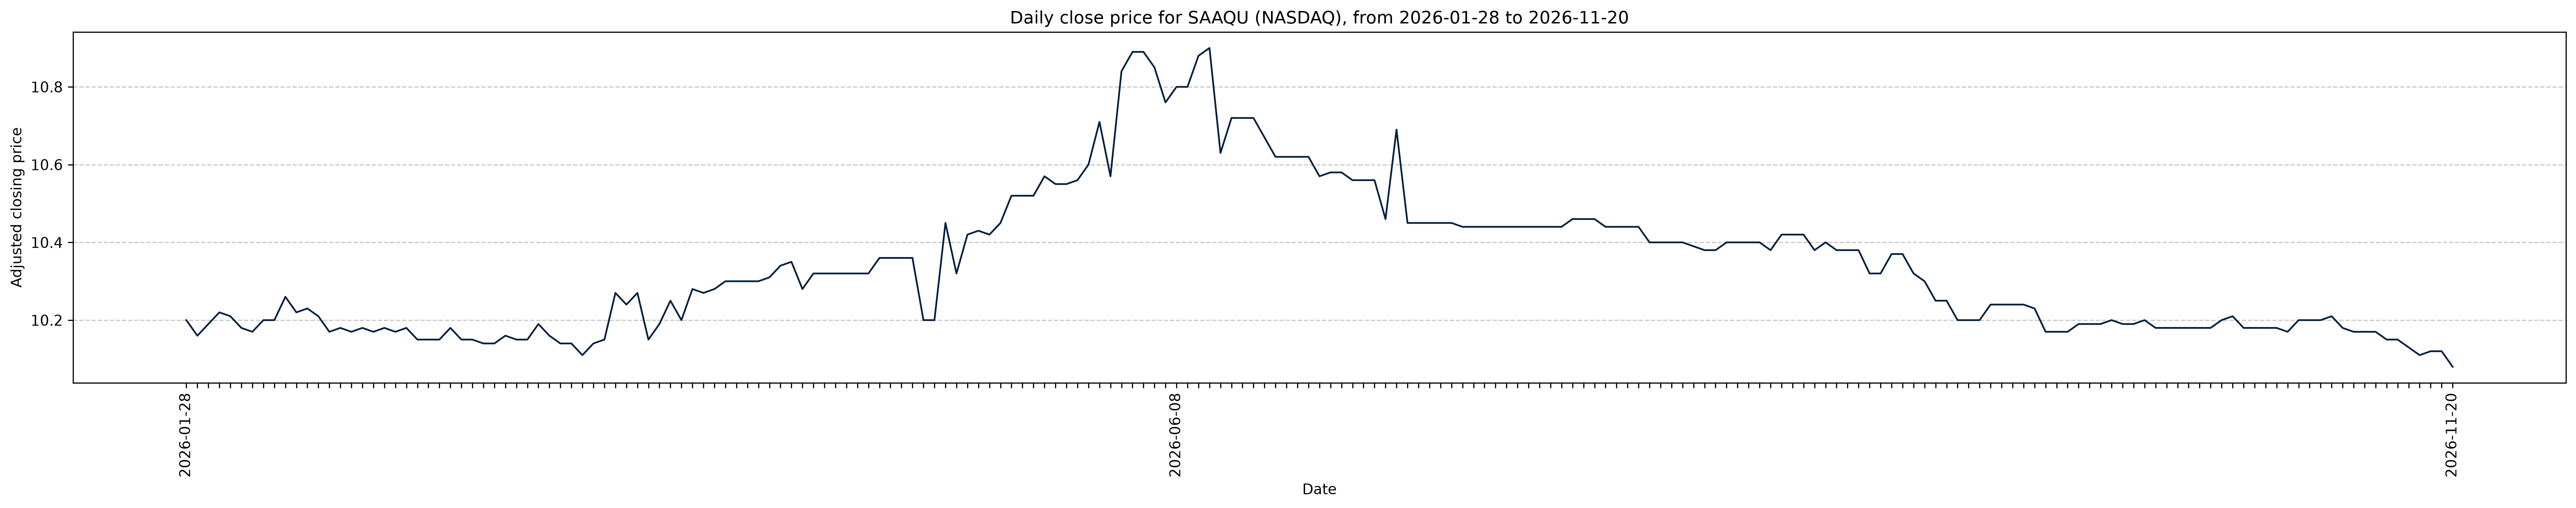 Daily close price for SAAQU (NASDAQ), from 2026-01-28 to 2026-11-20
Adjusted closing price
10.8
10.6
10.4
10.2
2026-01-28
2026-06-08
2026-11-20
Date